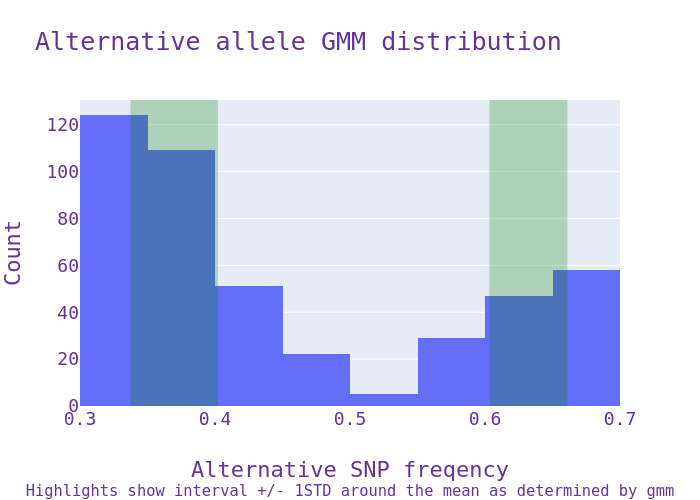 Alternative allele GMM distribution
120
100
80
60
40
20
0
Count
0.3 0.4 0.5 0.6 0.7
Alternative SNP freqency
Highlights show interval +/- 1STD around the mean as determined by gmm